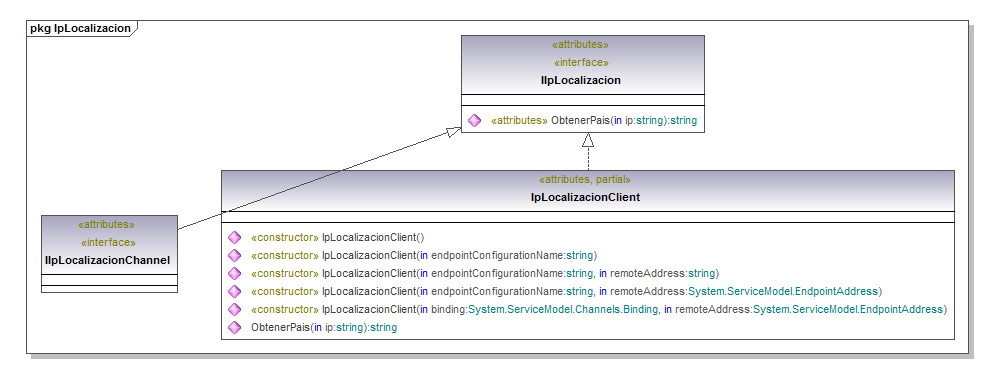 pkg IpLocalizacion
«attributes»
«interface»
IIpLocalizacion
«attributes» ObtenerPais(in ip:string):string
«attributes, partial»
IpLocalizacionClient
«constructor» IpLocalizacionClient()
«constructor» IpLocalizacionClient(in endpointConfigurationName:string)
«constructor» IpLocalizacionClient(in endpointConfigurationName:string, in remoteAddress:string)
«constructor» IpLocalizacionClient(in endpointConfigurationName:string, in remoteAddress:System.ServiceModel.EndpointAddress)
«constructor» IpLocalizacionClient(in binding:System.ServiceModel.Channels.Binding, in remoteAddress:System.ServiceModel.EndpointAddress)
ObtenerPais(in ip:string):string
«attributes»
«interface»
IIpLocalizacionChannel